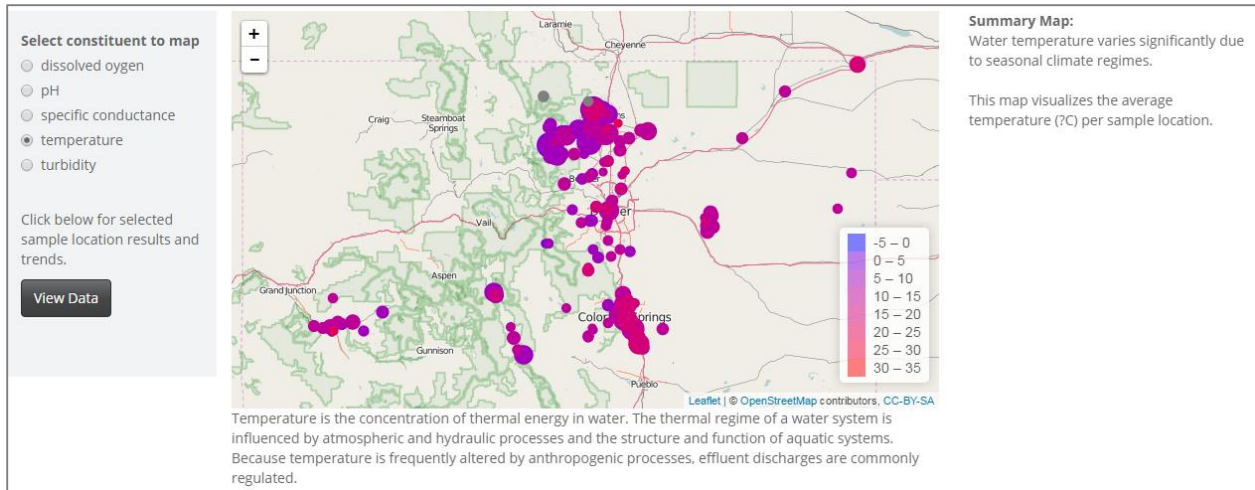 Select constituent to map
dissolved oygen
pH
specific conductance
temperature
turbidity
Click below for selected
sample location results and
trends.
View Data
+
−
Laramie
Cheyenne
Craig
Steamboat
Springs
Vail
Aspen
Grand Junction
Gunnison
Pueblo
-5 – 0
0 – 5
5 – 10
10 – 15
15 – 20
20 – 25
25 – 30
30 – 35
Leaflet | © OpenStreetMap contributors, CC-BY-SA
Temperature is the concentration of thermal energy in water. The thermal regime of a water system is
influenced by atmospheric and hydraulic processes and the structure and function of aquatic systems.
Because temperature is frequently altered by anthropogenic processes, effluent discharges are commonly
regulated.
Summary Map:
Water temperature varies significantly due
to seasonal climate regimes.
This map visualizes the average
temperature (?C) per sample location.